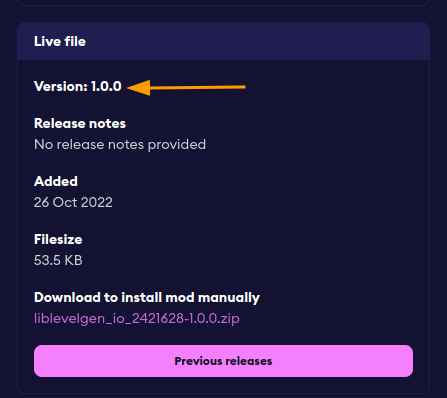 Live file
Version: 1.0.0
Release notes
No release notes provided
Added
26 Oct 2022
Filesize
53.5 KB
Download to install mod manually
liblevelgen_io_2421628-1.0.0.zip
Previous releases